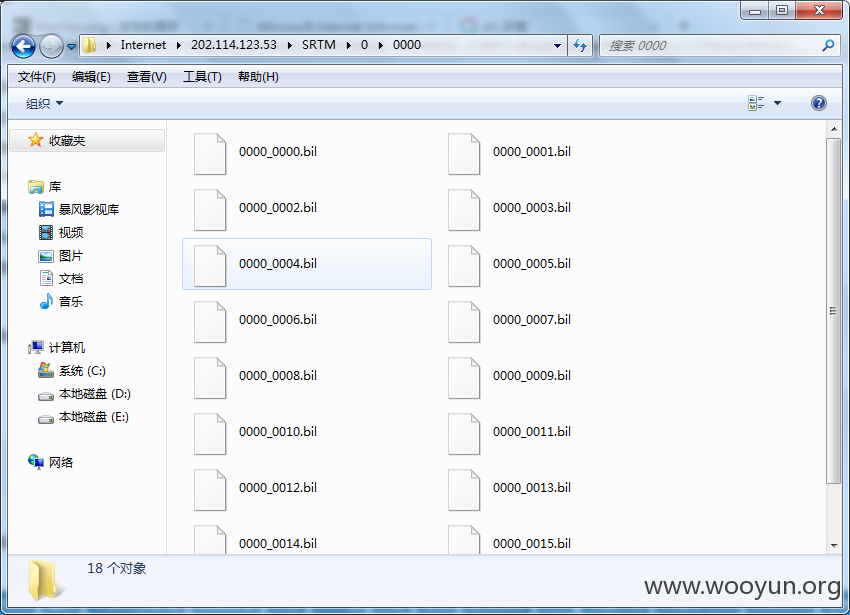 Internet ▸ 202.114.123.53 ▸ SRTM ▸ 0 ▸ 0000
搜索 0000
文件(F) 编辑(E) 查看(V) 工具(T) 帮助(H)
组织
收藏夹
库
暴风影视库
视频
图片
文档
音乐
计算机
系统 (C:)
本地磁盘 (D:)
本地磁盘 (E:)
网络
0000_0000.bil
0000_0001.bil
0000_0002.bil
0000_0003.bil
0000_0004.bil
0000_0005.bil
0000_0006.bil
0000_0007.bil
0000_0008.bil
0000_0009.bil
0000_0010.bil
0000_0011.bil
0000_0012.bil
0000_0013.bil
0000_0014.bil
0000_0015.bil
18 个对象
www.wooyun.org